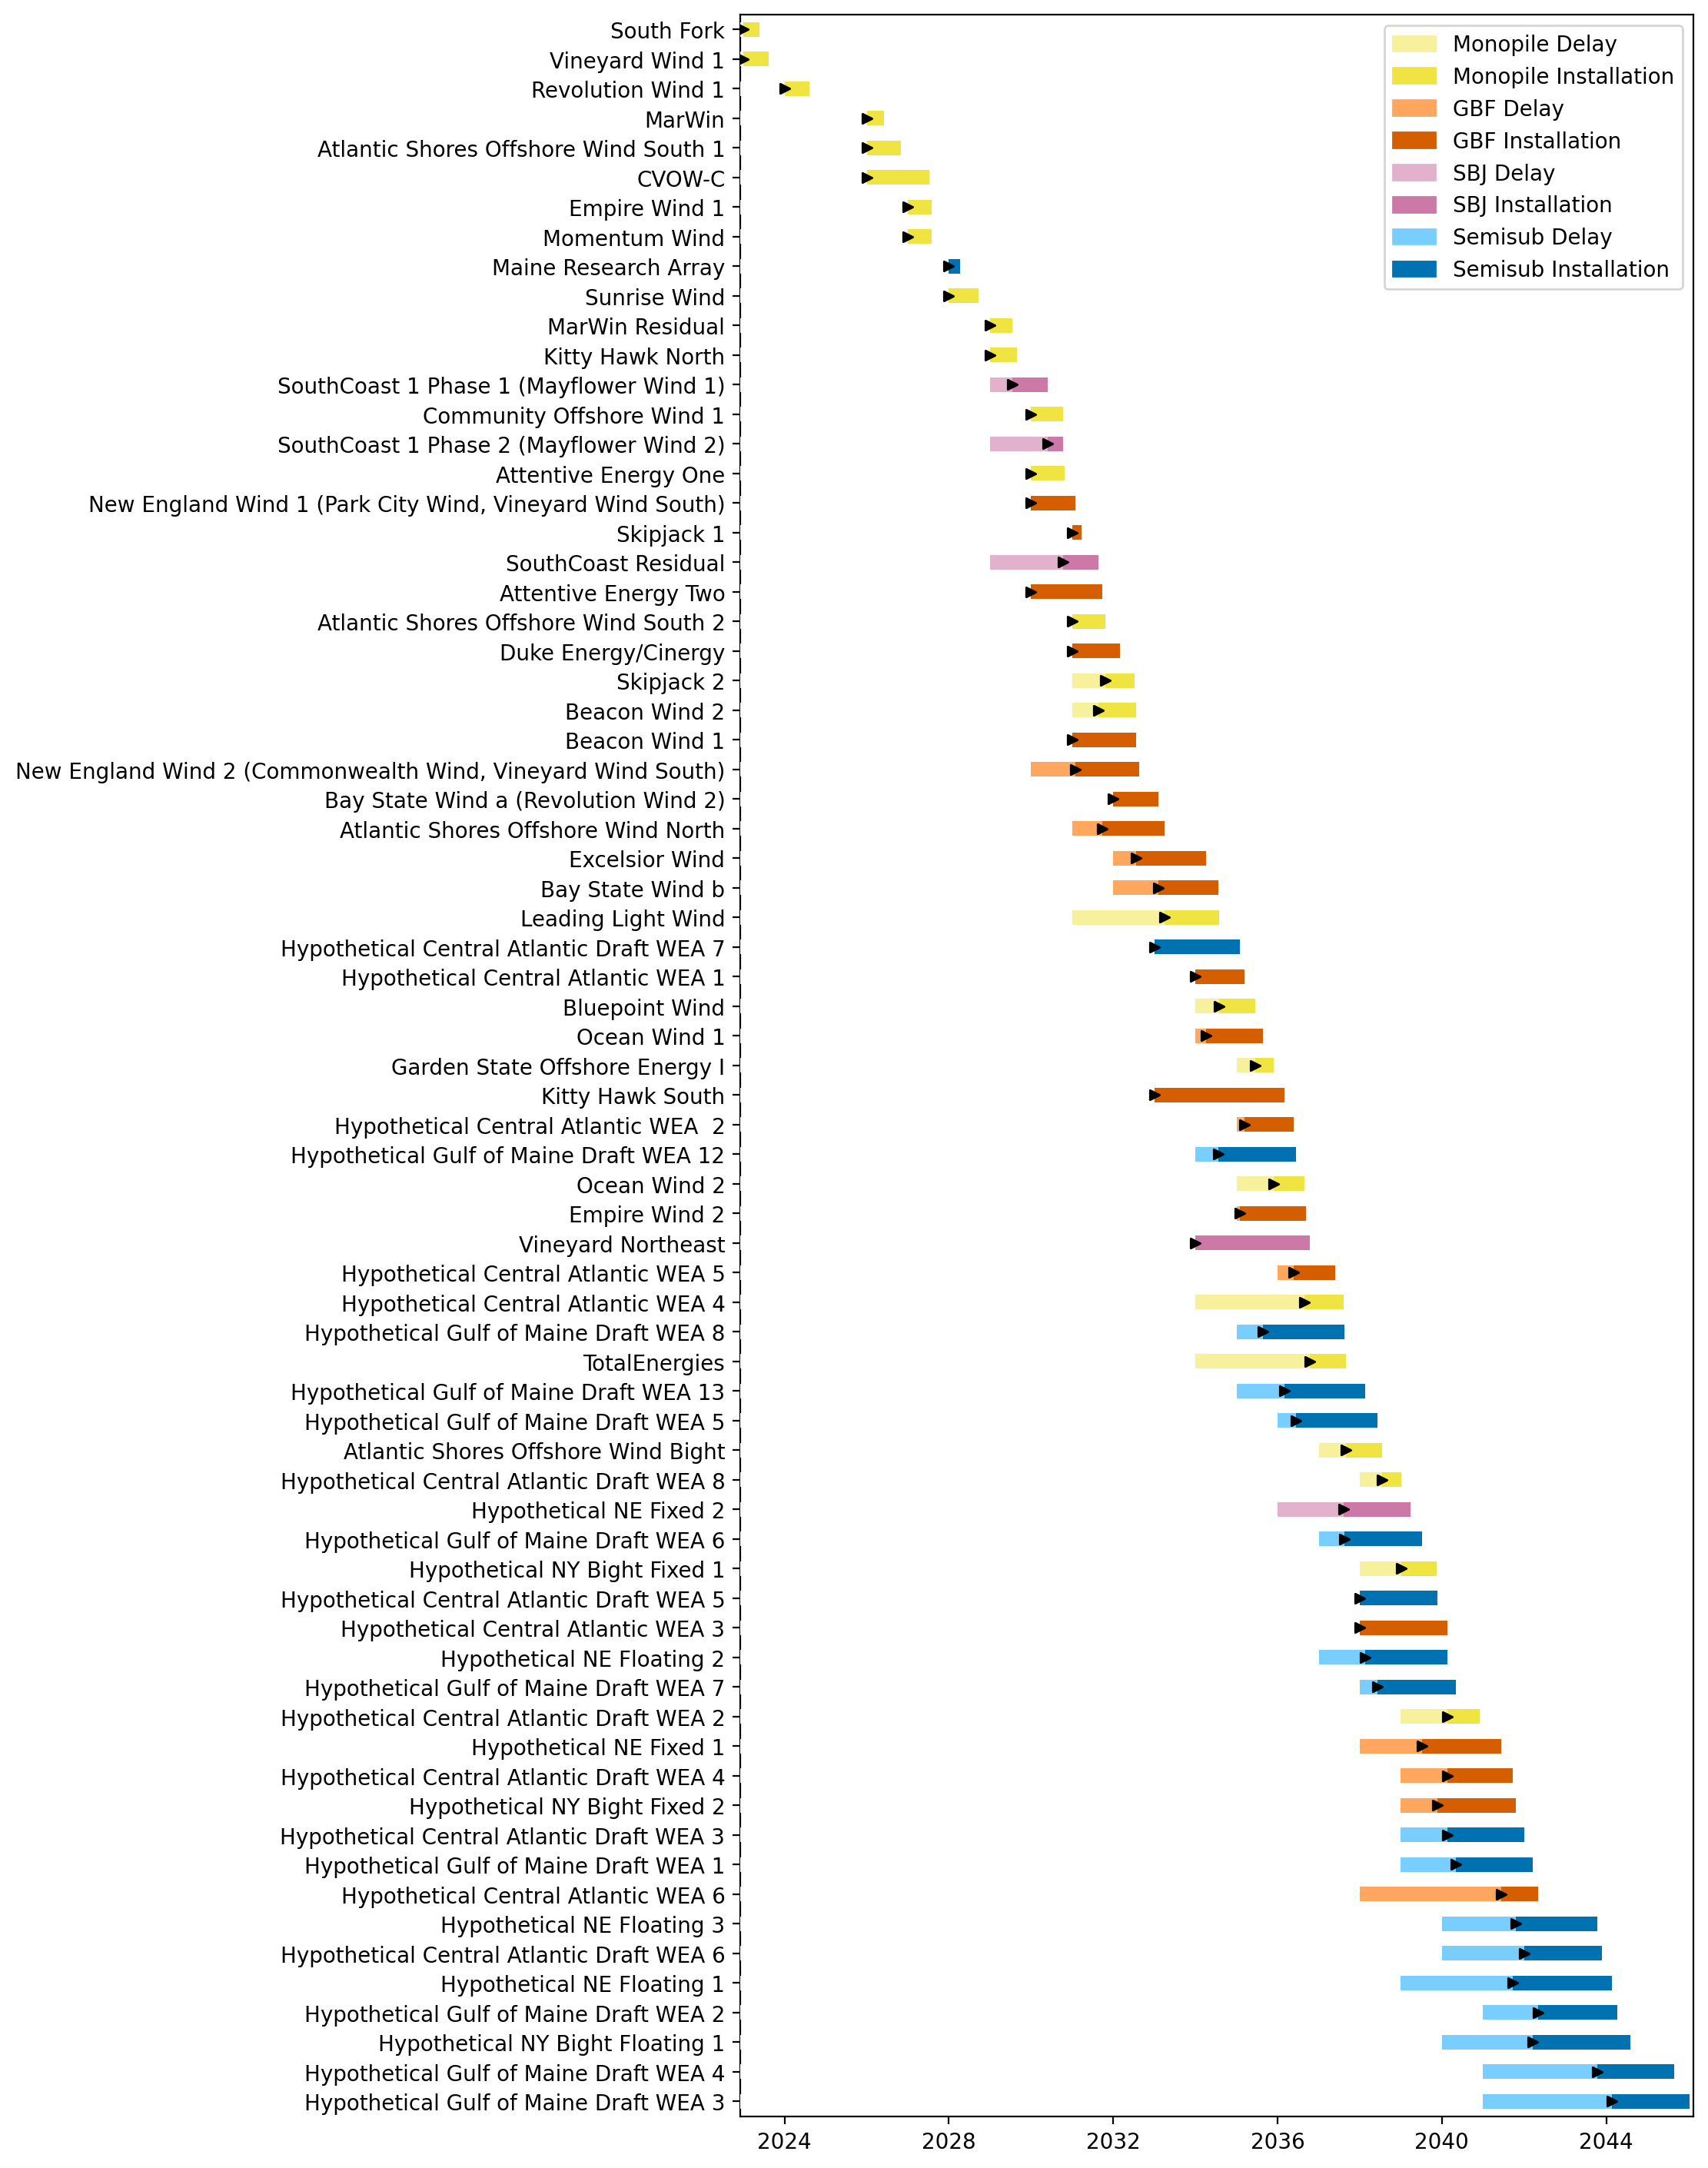 South Fork
Vineyard Wind 1
Revolution Wind 1
MarWin
Atlantic Shores Offshore Wind South 1
CVOW-C
Empire Wind 1
Momentum Wind
Maine Research Array
Sunrise Wind
MarWin Residual
Kitty Hawk North
SouthCoast 1 Phase 1 (Mayflower Wind 1)
Community Offshore Wind 1
SouthCoast 1 Phase 2 (Mayflower Wind 2)
Attentive Energy One
New England Wind 1 (Park City Wind, Vineyard Wind South)
Skipjack 1
SouthCoast Residual
Attentive Energy Two
Atlantic Shores Offshore Wind South 2
Duke Energy/Cinergy
Skipjack 2
Beacon Wind 2
Beacon Wind 1
New England Wind 2 (Commonwealth Wind, Vineyard Wind South)
Bay State Wind a (Revolution Wind 2)
Atlantic Shores Offshore Wind North
Excelsior Wind
Bay State Wind b
Leading Light Wind
Hypothetical Central Atlantic Draft WEA 7
Hypothetical Central Atlantic WEA 1
Bluepoint Wind
Ocean Wind 1
Garden State Offshore Energy I
Kitty Hawk South
Hypothetical Central Atlantic WEA  2
Hypothetical Gulf of Maine Draft WEA 12
Ocean Wind 2
Empire Wind 2
Vineyard Northeast
Hypothetical Central Atlantic WEA 5
Hypothetical Central Atlantic WEA 4
Hypothetical Gulf of Maine Draft WEA 8
TotalEnergies
Hypothetical Gulf of Maine Draft WEA 13
Hypothetical Gulf of Maine Draft WEA 5
Atlantic Shores Offshore Wind Bight
Hypothetical Central Atlantic Draft WEA 8
Hypothetical NE Fixed 2
Hypothetical Gulf of Maine Draft WEA 6
Hypothetical NY Bight Fixed 1
Hypothetical Central Atlantic Draft WEA 5
Hypothetical Central Atlantic WEA 3
Hypothetical NE Floating 2
Hypothetical Gulf of Maine Draft WEA 7
Hypothetical Central Atlantic Draft WEA 2
Hypothetical NE Fixed 1
Hypothetical Central Atlantic Draft WEA 4
Hypothetical NY Bight Fixed 2
Hypothetical Central Atlantic Draft WEA 3
Hypothetical Gulf of Maine Draft WEA 1
Hypothetical Central Atlantic WEA 6
Hypothetical NE Floating 3
Hypothetical Central Atlantic Draft WEA 6
Hypothetical NE Floating 1
Hypothetical Gulf of Maine Draft WEA 2
Hypothetical NY Bight Floating 1
Hypothetical Gulf of Maine Draft WEA 4
Hypothetical Gulf of Maine Draft WEA 3
Monopile Delay
Monopile Installation
GBF Delay
GBF Installation
SBJ Delay
SBJ Installation
Semisub Delay
Semisub Installation
2024 2028 2032 2036 2040 2044